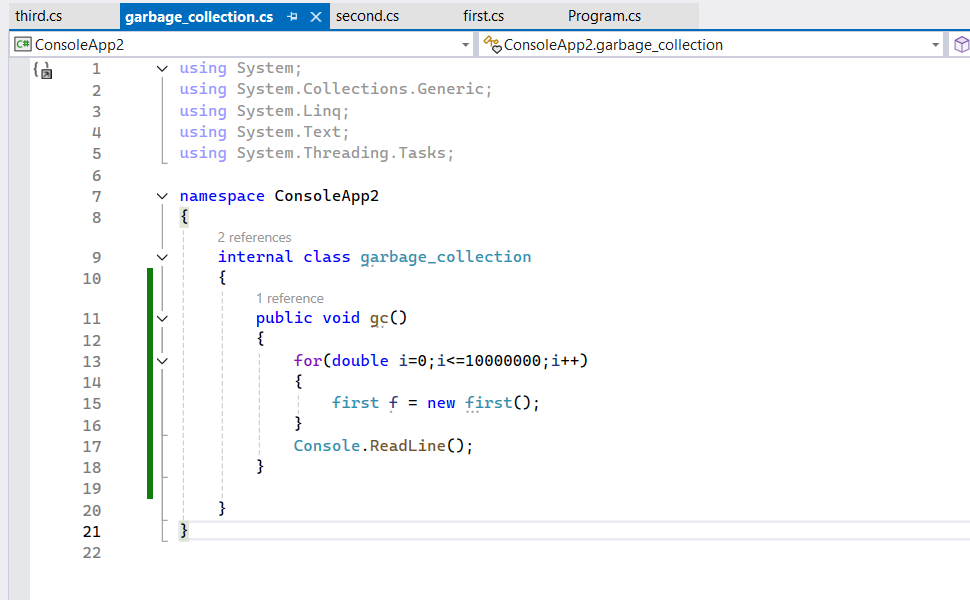 third.cs garbage_collection.cs second.cs first.cs Program.cs
C# ConsoleApp2 ConsoleApp2.garbage_collection
1 using System;
2 using System.Collections.Generic;
3 using System.Linq;
4 using System.Text;
5 using System.Threading.Tasks;
6
7 namespace ConsoleApp2
8 {
2 references
9 internal class garbage_collection
10 {
1 reference
11 public void gc()
12 {
13 for(double i=0;i<=10000000;i++)
14 {
15 first f = new first();
16 }
17 Console.ReadLine();
18 }
19
20 }
21 }
22